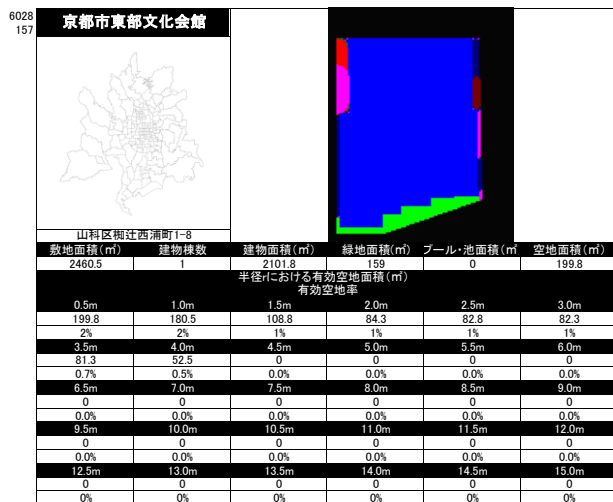 6028
157
京都市東部文化会館
山科区椥辻西浦町1-8
敷地面積(㎡) 建物棟数 建物面積(㎡) 緑地面積(㎡ プール・池面積(㎡ 空地面積(㎡)
2460.5 1 2101.8 159 0 199.8
半径rにおける有効空地面積(㎡)
有効空地率
0.5m 1.0m 1.5m 2.0m 2.5m 3.0m
199.8 180.5 108.8 84.3 82.8 82.3
2% 2% 1% 1% 1% 1%
3.5m 4.0m 4.5m 5.0m 5.5m 6.0m
81.3 52.5 0 0 0 0
0.7% 0.5% 0.0% 0.0% 0.0% 0.0%
6.5m 7.0m 7.5m 8.0m 8.5m 9.0m
0 0 0 0 0 0
0.0% 0.0% 0.0% 0.0% 0.0% 0.0%
9.5m 10.0m 10.5m 11.0m 11.5m 12.0m
0 0 0 0 0 0
0.0% 0.0% 0.0% 0.0% 0.0% 0.0%
12.5m 13.0m 13.5m 14.0m 14.5m 15.0m
0 0 0 0 0 0
0% 0% 0% 0% 0% 0%